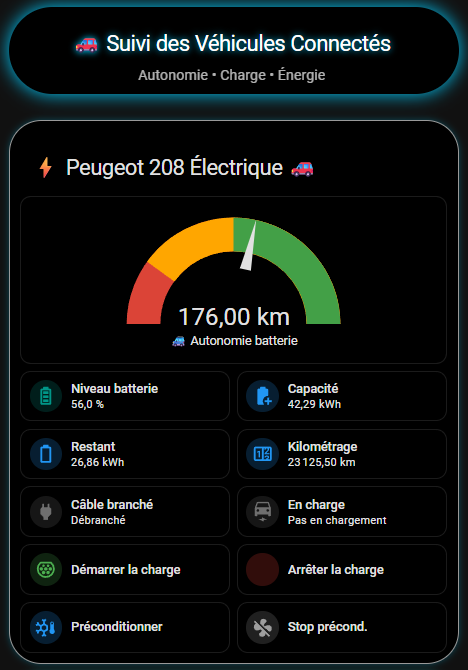 Suivi des Véhicules Connectés
Autonomie • Charge • Énergie
Peugeot 208 Électrique
176,00 km
Autonomie batterie
Niveau batterie
56,0 %
Capacité
42,29 kWh
Restant
26,86 kWh
Kilométrage
23 125,50 km
Câble branché
Débranché
En charge
Pas en chargement
Démarrer la charge
Arrêter la charge
Préconditionner
Stop précond.